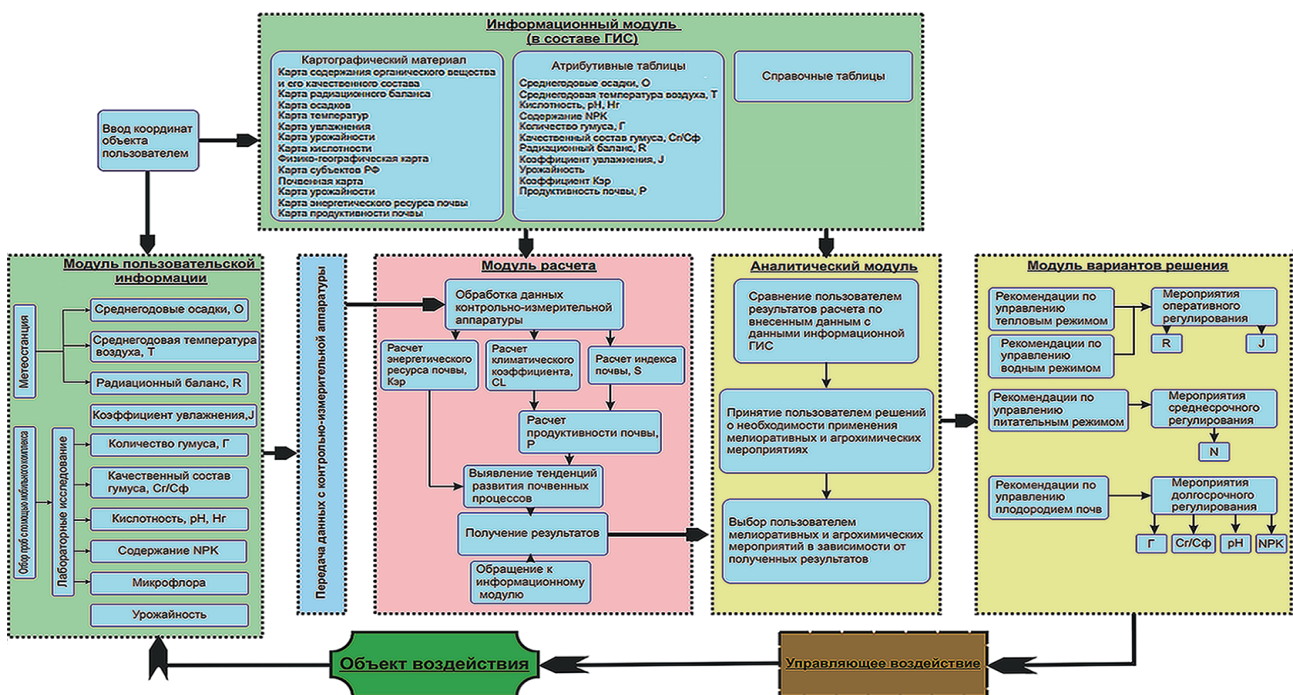 Информационный модуль
(в составе ГИС)
Картографический материал
Карта содержания органического вещества
и его качественного состава
Карта радиационного баланса
Карта осадков
Карта температур
Карта увлажнения
Карта урожайности
Карта кислотности
Физико-географическая карта
Карта субъектов РФ
Почвенная карта
Карта урожайности
Карта энергетического ресурса почвы
Карта продуктивности почвы
Атрибутивные таблицы
Среднегодовые осадки, О
Среднегодовая температура воздуха, Т
Кислотность, рН, Нг
Содержание NPK
Количество гумуса, Г
Качественный состав гумуса, Сг/Сф
Радиационный баланс, R
Коэффициент увлажнения, J
Урожайность
Коэффициент Кэр
Продуктивность почвы, Р
Справочные таблицы
Ввод координат
объекта
пользователем
Модуль пользовательской
информации
Метеостанция
Среднегодовые осадки, О
Среднегодовая температура
воздуха, Т
Радиационный баланс, R
Коэффициент увлажнения,J
Отбор проб с помощью мобильного комплекса
Лабораторные исследование
Количество гумуса, Г
Качественный состав
гумуса, Сг/Сф
Кислотность, рН, Нг
Содержание NPK
Микрофлора
Урожайность
Передача данных с контрольно-измерительной аппаратуры
Модуль расчета
Обработка данных
контрольно-измерительной
аппаратуры
Расчет
энергетического
ресурса почвы,
Кэр
Расчет
климатического
коэффициента,
CL
Расчет индекса
почвы, S
Расчет
продуктивности почвы,
Р
Выявление тенденций
развития почвенных
процессов
Получение результатов
Обращение к
информационному
модулю
Аналитический модуль
Сравнение пользователем
результатов расчета по
внесенным данным с
данными информационной
ГИС
Принятие пользователем решений
о необходимости применения
мелиоративных и агрохимических
мероприятиях
Выбор пользователем
мелиоративных и агрохимических
мероприятий в зависимости от
полученных результатов
Модуль вариантов решения
Рекомендации по
управлению
тепловым режимом
Рекомендации по
управлению
водным режимом
Мероприятия
оперативного
регулирования
R
J
Рекомендации по
управлению
питательным режимом
Мероприятия
среднесрочного
регулирования
N
Рекомендации по
управлению
плодородием почв
Мероприятия
долгосрочного
регулирования
Г
Сг/Сф
рН
NPK
Объект воздействия
Управляющее воздействие